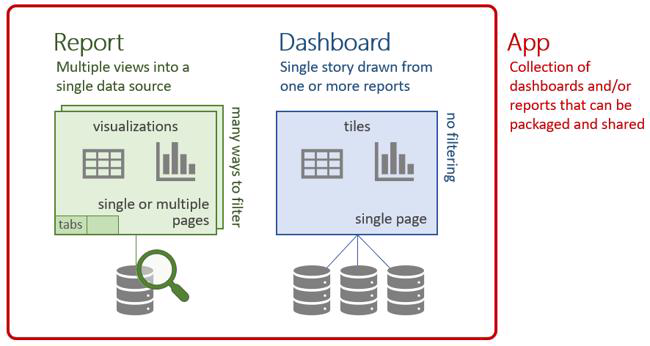 Report
Multiple views into a
single data source
visualizations
single or multiple
pages
tabs
many ways to filter
Dashboard
Single story drawn from
one or more reports
tiles
single page
no filtering
App
Collection of
dashboards and/or
reports that can be
packaged and shared